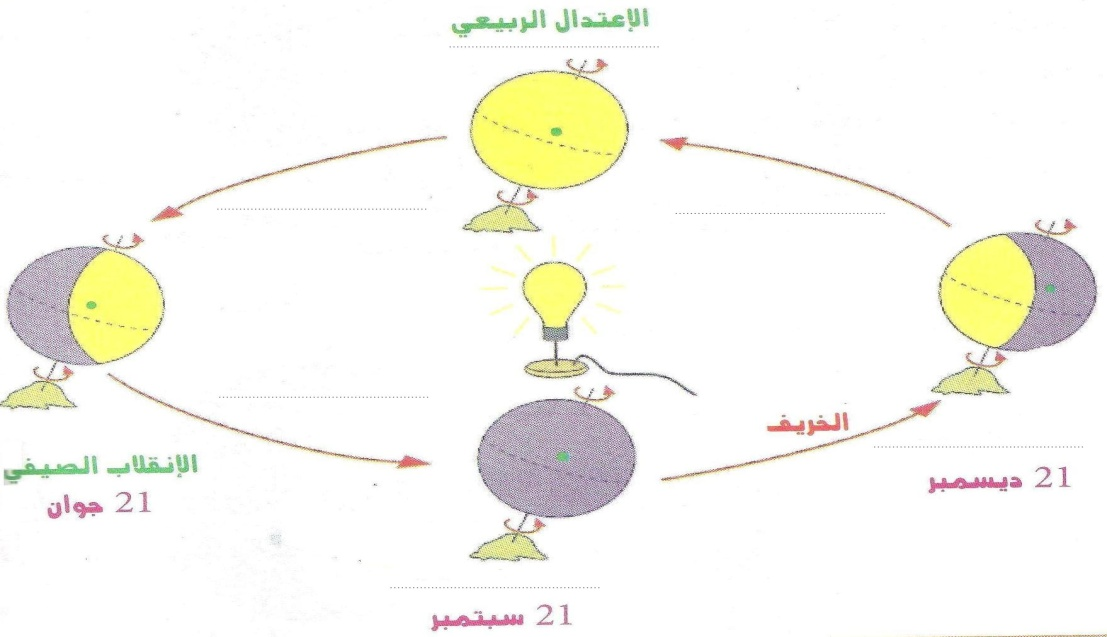 الإعتدال الربيعي
الخريف
الإنقلاب الصيفي
21 جوان
21 ديسمبر
21 سبتمبر